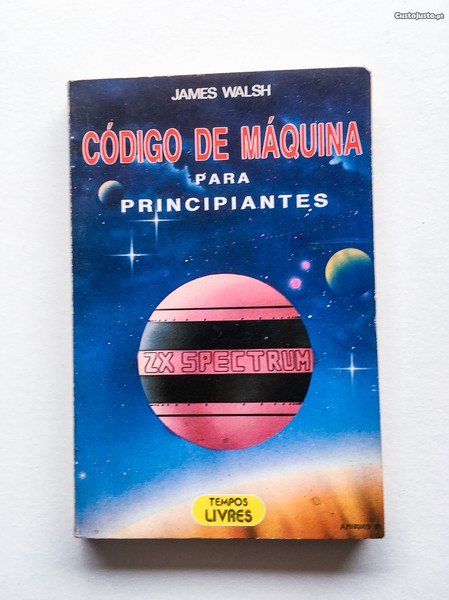 CustoJusto.pt
JAMES WALSH
CÓDIGO DE MÁQUINA
PARA
PRINCIPIANTES
ZX SPECTRUM
TEMPOS
LIVRES